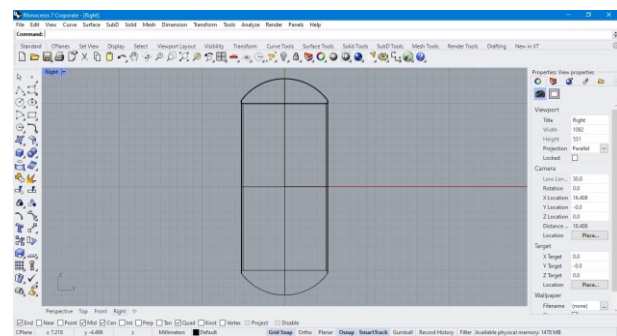 Rhinoceros 7 Corporate - [Right]
File Edit View Curve Surface SubD Solid Mesh Dimension Transform Tools Analyze Render Panels Help
Command:
Standard CPlanes Set View Display Select Viewport Layout Visibility Transform Curve Tools Surface Tools Solid Tools SubD Tools Mesh Tools Render Tools Drafting New in V7
Right
Properties: View properties
Viewport
Title Right
Width 1092
Height 551
Projection Parallel
Locked
Camera
Lens Len... 50.0
Rotation 0.0
X Location 16.408
Y Location -0.0
Z Location 0.0
Distance ... 16.408
Location Place...
Target
X Target 0.0
Y Target -0.0
Z Target 0.0
Location Place...
Wallpaper
Filename (none)
z
y
Perspective Top Front Right
End Near Point Mid Cen Int Perp Tan Quad Knot Vertex Project Disable
CPlane x 7.219 y -4.488 z Millimeters Default Grid Snap Ortho Planar Osnap SmartTrack Gumball Record History Filter Available physical memory: 1478 MB